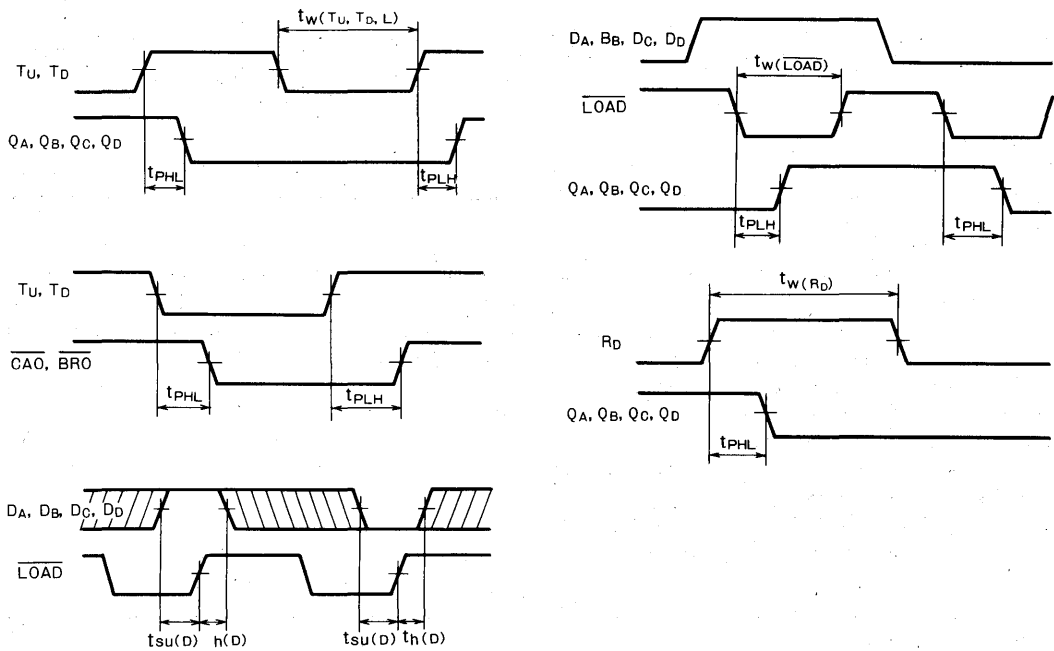 tW(TU, TD, L)
TU, TD
QA, QB, QC, QD
tPHL
tPLH
TU, TD
CAO, BRO
tPHL
tPLH
DA, DB, DC, DD
LOAD
tsu(D)
h(D)
tsu(D)
th(D)
DA, BB, DC, DD
tW(LOAD)
LOAD
QA, QB, QC, QD
tPLH
tPHL
tW(RD)
RD
QA, QB, QC, QD
tPHL